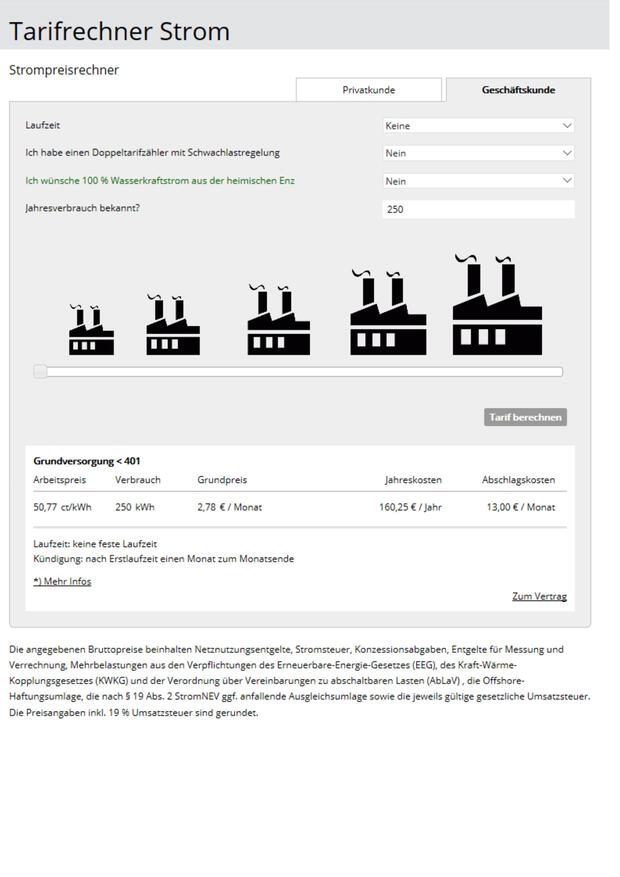 Tarifrechner Strom
Strompreisrechner
Privatkunde
Geschäftskunde
Laufzeit
Keine
Ich habe einen Doppeltarifzähler mit Schwachlastregelung
Nein
Ich wünsche 100 % Wasserkraftstrom aus der heimischen Enz
Nein
Jahresverbrauch bekannt?
250
Tarif berechnen
Grundversorgung < 401
Arbeitspreis Verbrauch Grundpreis Jahreskosten Abschlagskosten
50,77 ct/kWh 250 kWh 2,78 € / Monat 160,25 € / Jahr 13,00 € / Monat
Laufzeit: keine feste Laufzeit
Kündigung: nach Erstlaufzeit einen Monat zum Monatsende
*) Mehr Infos
Zum Vertrag
Die angegebenen Bruttopreise beinhalten Netznutzungsentgelte, Stromsteuer, Konzessionsabgaben, Entgelte für Messung und
Verrechnung, Mehrbelastungen aus den Verpflichtungen des Erneuerbare-Energie-Gesetzes (EEG), des Kraft-Wärme-
Kopplungsgesetzes (KWKG) und der Verordnung über Vereinbarungen zu abschaltbaren Lasten (AbLaV) , die Offshore-
Haftungsumlage, die nach § 19 Abs. 2 StromNEV ggf. anfallende Ausgleichsumlage sowie die jeweils gültige gesetzliche Umsatzsteuer.
Die Preisangaben inkl. 19 % Umsatzsteuer sind gerundet.